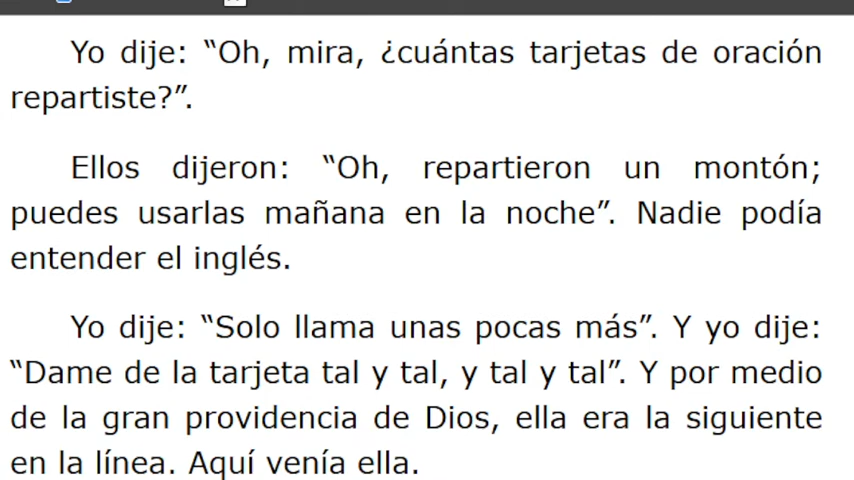 Yo dije: “Oh, mira, ¿cuántas tarjetas de oración
repartiste?”.
Ellos dijeron: “Oh, repartieron un montón;
puedes usarlas mañana en la noche”. Nadie podía
entender el inglés.
Yo dije: “Solo llama unas pocas más”. Y yo dije:
“Dame de la tarjeta tal y tal, y tal y tal”. Y por medio
de la gran providencia de Dios, ella era la siguiente
en la línea. Aquí venía ella.